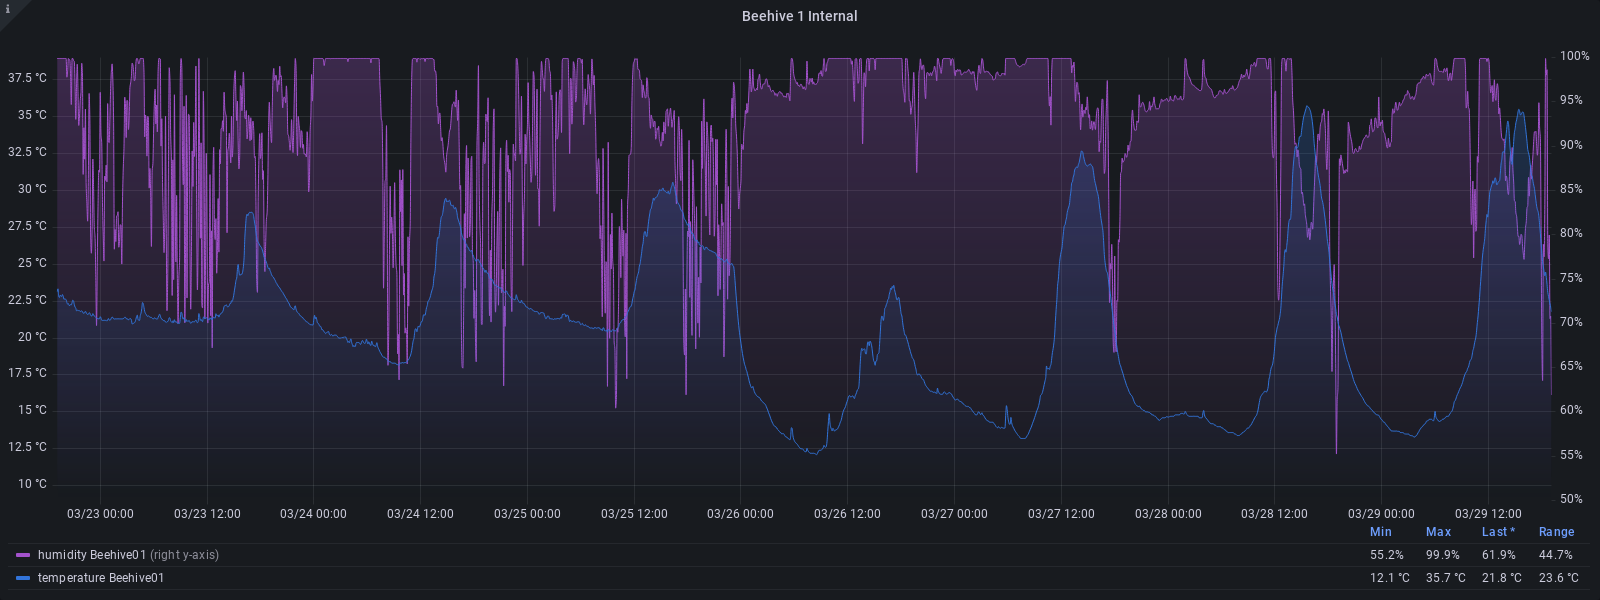 i
Beehive 1 Internal
37.5 °C
35 °C
32.5 °C
30 °C
27.5 °C
25 °C
22.5 °C
20 °C
17.5 °C
15 °C
12.5 °C
10 °C
100%
95%
90%
85%
80%
75%
70%
65%
60%
55%
50%
03/23 00:00 03/23 12:00 03/24 00:00 03/24 12:00 03/25 00:00 03/25 12:00 03/26 00:00 03/26 12:00 03/27 00:00 03/27 12:00 03/28 00:00 03/28 12:00 03/29 00:00 03/29 12:00
Min Max Last * Range
humidity Beehive01 (right y-axis) 55.2% 99.9% 61.9% 44.7%
temperature Beehive01 12.1 °C 35.7 °C 21.8 °C 23.6 °C